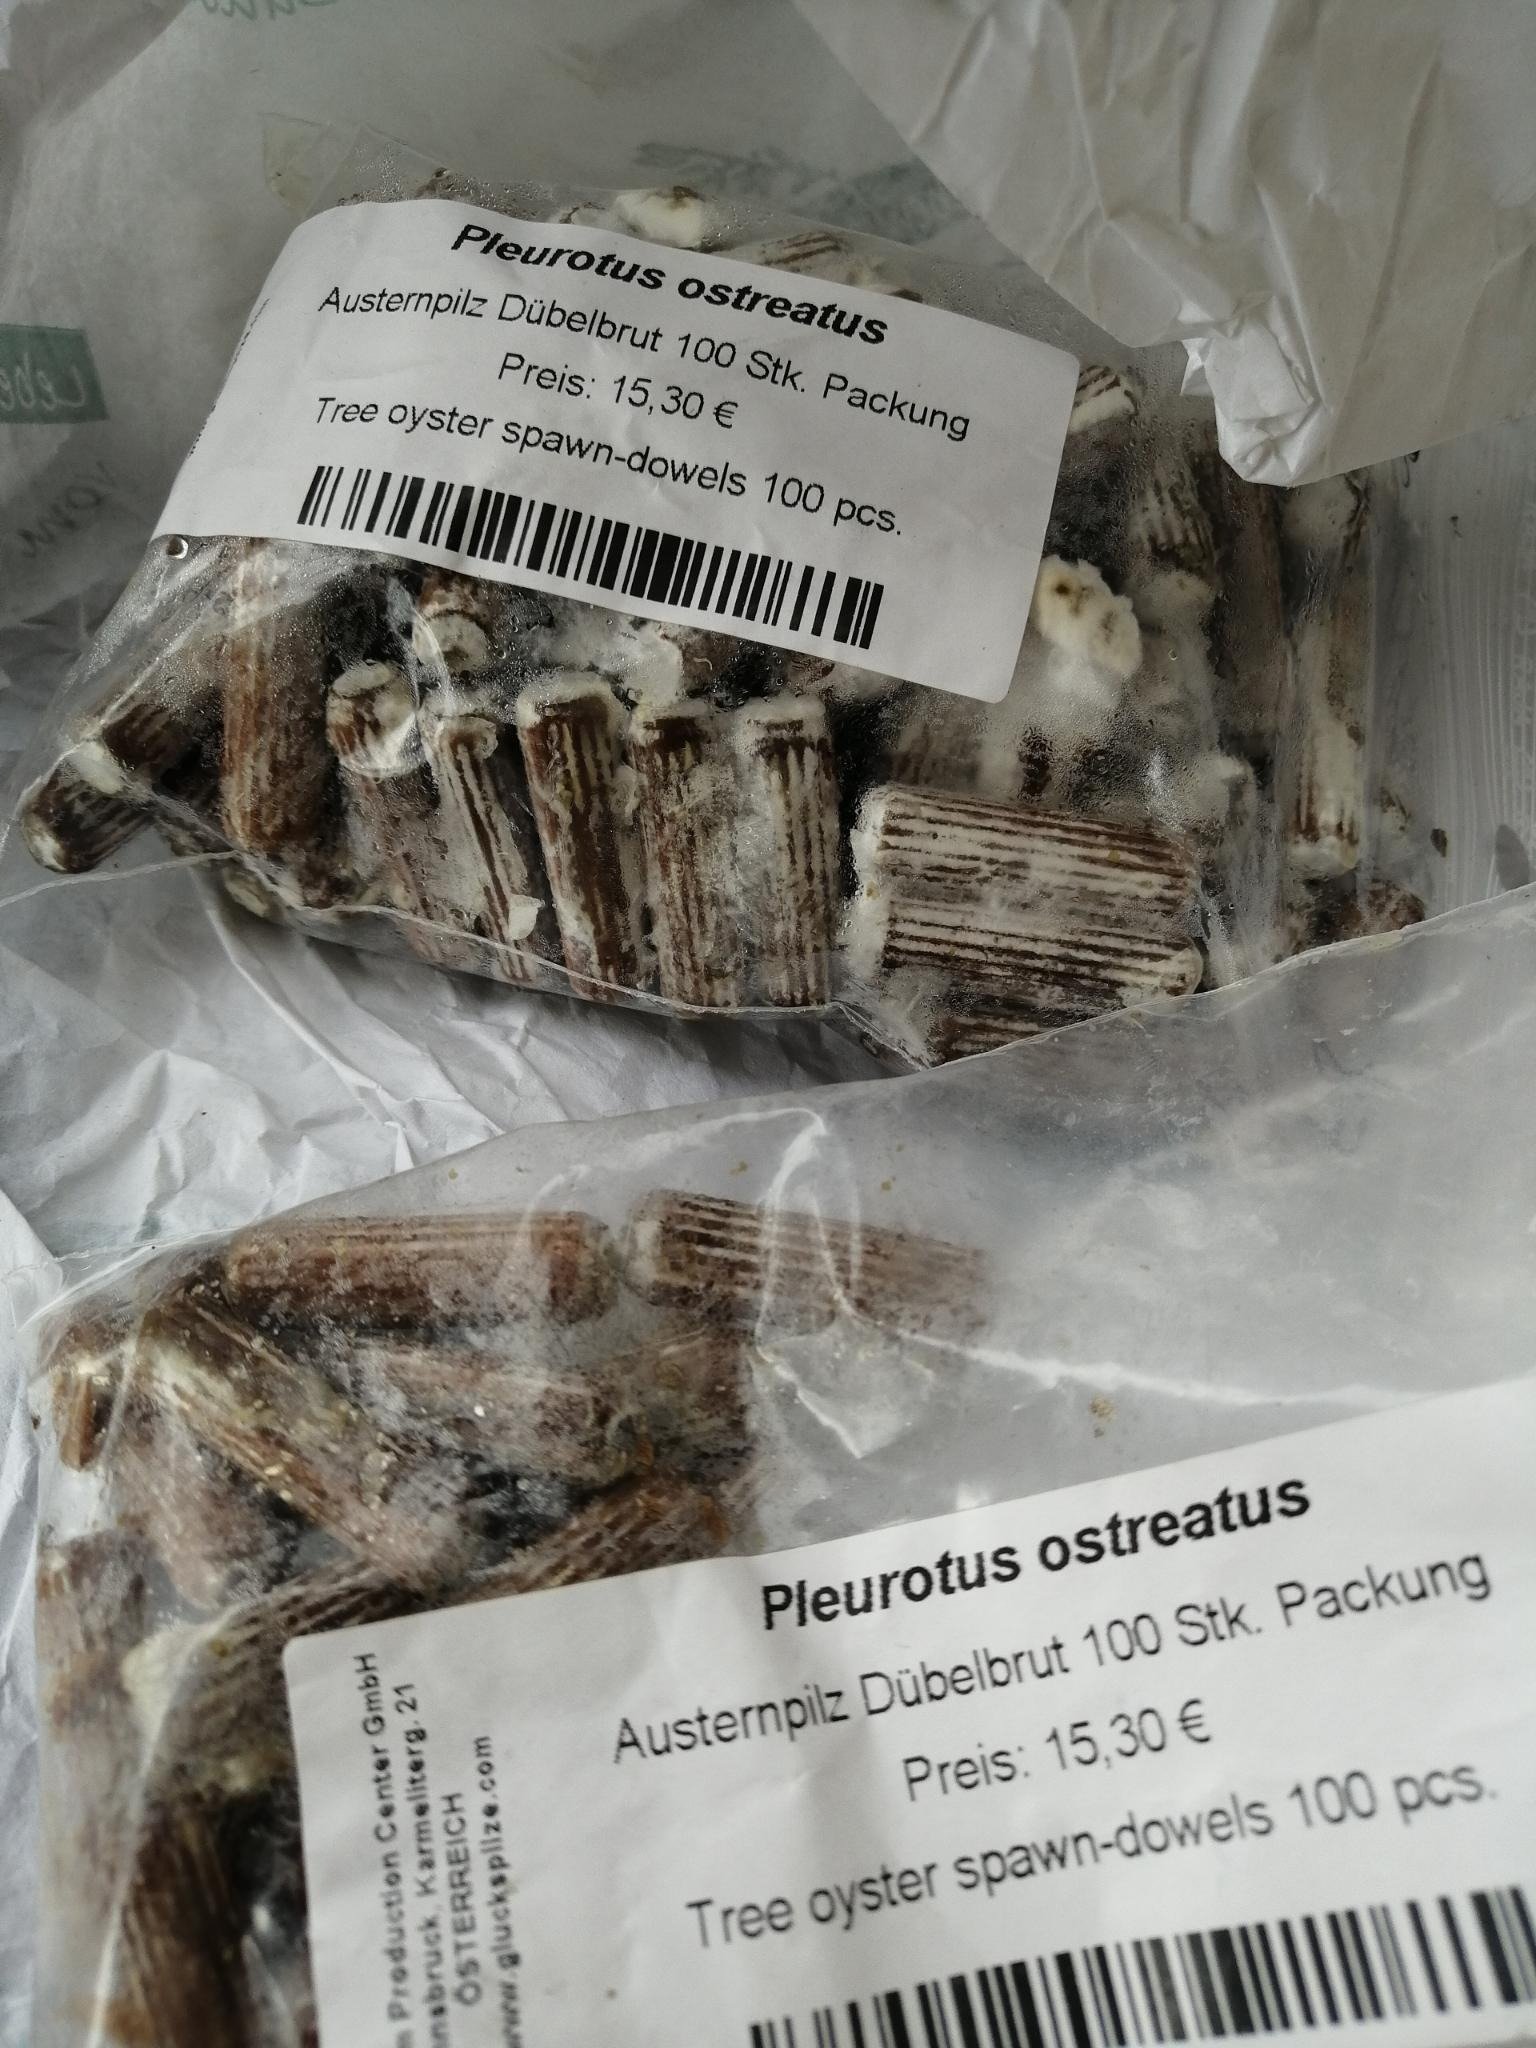 Pleurotus ostreatus
Austernpilz Dübelbrut 100 Stk. Packung
Preis: 15,30 €
Tree oyster spawn-dowels 100 pcs.
Pleurotus ostreatus
Austernpilz Dübelbrut 100 Stk. Packung
Preis: 15,30 €
Tree oyster spawn-dowels 100 pcs.
Production Center GmbH
Karmeliterg. 21
ÖSTERREICH
www.gluckspilze.com